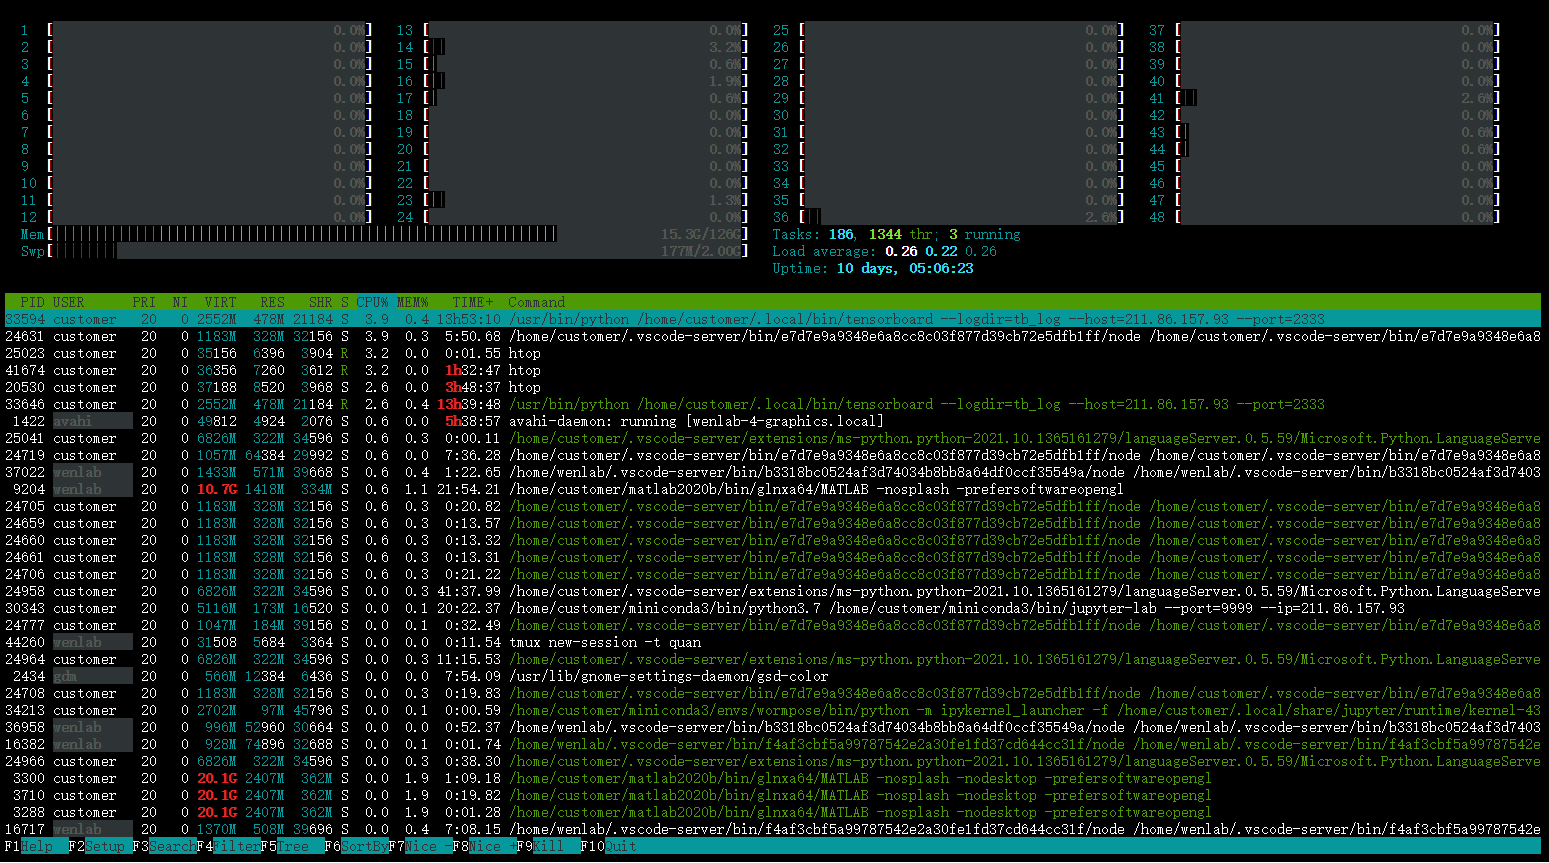 1 [ 0.0%] 13 [ 0.0%] 25 [ 0.0%] 37 [ 0.0%]
2 [ 0.0%] 14 [|| 3.2%] 26 [ 0.0%] 38 [ 0.0%]
3 [ 0.0%] 15 [| 0.6%] 27 [ 0.0%] 39 [ 0.0%]
4 [ 0.0%] 16 [|| 1.9%] 28 [ 0.0%] 40 [ 0.0%]
5 [ 0.0%] 17 [| 0.6%] 29 [ 0.0%] 41 [|| 2.6%]
6 [ 0.0%] 18 [ 0.0%] 30 [ 0.0%] 42 [ 0.0%]
7 [ 0.0%] 19 [ 0.0%] 31 [ 0.0%] 43 [| 0.6%]
8 [ 0.0%] 20 [ 0.0%] 32 [ 0.0%] 44 [| 0.6%]
9 [ 0.0%] 21 [ 0.0%] 33 [ 0.0%] 45 [ 0.0%]
10 [ 0.0%] 22 [ 0.0%] 34 [ 0.0%] 46 [ 0.0%]
11 [ 0.0%] 23 [|| 1.3%] 35 [ 0.0%] 47 [ 0.0%]
12 [ 0.0%] 24 [ 0.0%] 36 [|| 2.6%] 48 [ 0.0%]
Mem[ 15.3G/126G] Tasks: 186, 1344 thr; 3 running
Swp[ 177M/2.00G] Load average: 0.26 0.22 0.26
Uptime: 10 days, 05:06:23
PID USER PRI NI VIRT RES SHR S CPU% MEM% TIME+ Command
33594 customer 20 0 2552M 478M 21184 S 3.9 0.4 13h53:10 /usr/bin/python /home/customer/.local/bin/tensorboard --logdir=tb_log --host=211.86.157.93 --port=2333
24631 customer 20 0 1183M 328M 32156 S 3.9 0.3 5:50.68 /home/customer/.vscode-server/bin/e7d7e9a9348e6a8cc8c03f877d39cb72e5dfb1ff/node /home/customer/.vscode-server/bin/e7d7e9a9348e6a8
25023 customer 20 0 35156 6396 3904 R 3.2 0.0 0:01.55 htop
41674 customer 20 0 36356 7260 3612 R 3.2 0.0 1h32:47 htop
20530 customer 20 0 37188 8520 3968 S 2.6 0.0 3h48:37 htop
33646 customer 20 0 2552M 478M 21184 R 2.6 0.4 13h39:48 /usr/bin/python /home/customer/.local/bin/tensorboard --logdir=tb_log --host=211.86.157.93 --port=2333
1422 avahi 20 0 49812 4924 2076 S 0.6 0.0 5h38:57 avahi-daemon: running [wenlab-4-graphics.local]
25041 customer 20 0 6826M 322M 34596 S 0.6 0.3 0:00.11 /home/customer/.vscode-server/extensions/ms-python.python-2021.10.1365161279/languageServer.0.5.59/Microsoft.Python.LanguageServe
24719 customer 20 0 1057M 64384 29992 S 0.6 0.0 7:36.28 /home/customer/.vscode-server/bin/e7d7e9a9348e6a8cc8c03f877d39cb72e5dfb1ff/node /home/customer/.vscode-server/bin/e7d7e9a9348e6a8
37022 wenlab 20 0 1433M 571M 39668 S 0.6 0.4 1:22.65 /home/wenlab/.vscode-server/bin/b3318bc0524af3d74034b8bb8a64df0ccf35549a/node /home/wenlab/.vscode-server/bin/b3318bc0524af3d7403
9204 wenlab 20 0 10.7G 1418M 334M S 0.6 1.1 21:54.21 /home/customer/matlab2020b/bin/glnxa64/MATLAB -nosplash -prefersoftwareopengl
24705 customer 20 0 1183M 328M 32156 S 0.6 0.3 0:20.82 /home/customer/.vscode-server/bin/e7d7e9a9348e6a8cc8c03f877d39cb72e5dfb1ff/node /home/customer/.vscode-server/bin/e7d7e9a9348e6a8
24659 customer 20 0 1183M 328M 32156 S 0.6 0.3 0:13.57 /home/customer/.vscode-server/bin/e7d7e9a9348e6a8cc8c03f877d39cb72e5dfb1ff/node /home/customer/.vscode-server/bin/e7d7e9a9348e6a8
24660 customer 20 0 1183M 328M 32156 S 0.6 0.3 0:13.32 /home/customer/.vscode-server/bin/e7d7e9a9348e6a8cc8c03f877d39cb72e5dfb1ff/node /home/customer/.vscode-server/bin/e7d7e9a9348e6a8
24661 customer 20 0 1183M 328M 32156 S 0.6 0.3 0:13.31 /home/customer/.vscode-server/bin/e7d7e9a9348e6a8cc8c03f877d39cb72e5dfb1ff/node /home/customer/.vscode-server/bin/e7d7e9a9348e6a8
24706 customer 20 0 1183M 328M 32156 S 0.6 0.3 0:21.22 /home/customer/.vscode-server/bin/e7d7e9a9348e6a8cc8c03f877d39cb72e5dfb1ff/node /home/customer/.vscode-server/bin/e7d7e9a9348e6a8
24958 customer 20 0 6826M 322M 34596 S 0.0 0.3 41:37.99 /home/customer/.vscode-server/extensions/ms-python.python-2021.10.1365161279/languageServer.0.5.59/Microsoft.Python.LanguageServe
30343 customer 20 0 5116M 173M 16520 S 0.0 0.1 20:22.37 /home/customer/miniconda3/bin/python3.7 /home/customer/miniconda3/bin/jupyter-lab --port=9999 --ip=211.86.157.93
24777 customer 20 0 1047M 184M 39156 S 0.0 0.1 0:32.49 /home/customer/.vscode-server/bin/e7d7e9a9348e6a8cc8c03f877d39cb72e5dfb1ff/node /home/customer/.vscode-server/bin/e7d7e9a9348e6a8
44260 wenlab 20 0 31508 5684 3364 S 0.0 0.0 0:11.54 tmux new-session -t quan
24964 customer 20 0 6826M 322M 34596 S 0.0 0.3 11:15.53 /home/customer/.vscode-server/extensions/ms-python.python-2021.10.1365161279/languageServer.0.5.59/Microsoft.Python.LanguageServe
2434 gdm 20 0 566M 12384 6436 S 0.0 0.0 7:54.09 /usr/lib/gnome-settings-daemon/gsd-color
24708 customer 20 0 1183M 328M 32156 S 0.0 0.3 0:19.83 /home/customer/.vscode-server/bin/e7d7e9a9348e6a8cc8c03f877d39cb72e5dfb1ff/node /home/customer/.vscode-server/bin/e7d7e9a9348e6a8
34213 customer 20 0 2702M 97M 45796 S 0.0 0.1 0:00.59 /home/customer/miniconda3/envs/wormpose/bin/python -m ipykernel_launcher -f /home/customer/.local/share/jupyter/runtime/kernel-43
36958 wenlab 20 0 996M 52960 30664 S 0.0 0.0 0:52.37 /home/wenlab/.vscode-server/bin/b3318bc0524af3d74034b8bb8a64df0ccf35549a/node /home/wenlab/.vscode-server/bin/b3318bc0524af3d7403
16382 wenlab 20 0 928M 74896 32688 S 0.0 0.1 0:01.74 /home/wenlab/.vscode-server/bin/f4af3cbf5a99787542e2a30fe1fd37cd644cc31f/node /home/wenlab/.vscode-server/bin/f4af3cbf5a99787542e
24966 customer 20 0 6826M 322M 34596 S 0.0 0.3 0:38.30 /home/customer/.vscode-server/extensions/ms-python.python-2021.10.1365161279/languageServer.0.5.59/Microsoft.Python.LanguageServe
3300 customer 20 0 20.1G 2407M 362M S 0.0 1.9 1:09.18 /home/customer/matlab2020b/bin/glnxa64/MATLAB -nosplash -nodesktop -prefersoftwareopengl
3710 customer 20 0 20.1G 2407M 362M S 0.0 1.9 0:19.82 /home/customer/matlab2020b/bin/glnxa64/MATLAB -nosplash -nodesktop -prefersoftwareopengl
3288 customer 20 0 20.1G 2407M 362M S 0.0 1.9 0:01.28 /home/customer/matlab2020b/bin/glnxa64/MATLAB -nosplash -nodesktop -prefersoftwareopengl
16717 wenlab 20 0 1370M 508M 39696 S 0.0 0.4 7:08.15 /home/wenlab/.vscode-server/bin/f4af3cbf5a99787542e2a30fe1fd37cd644cc31f/node /home/wenlab/.vscode-server/bin/f4af3cbf5a99787542e
F1Help F2Setup F3SearchF4FilterF5Tree F6SortByF7Nice -F8Nice +F9Kill F10Quit